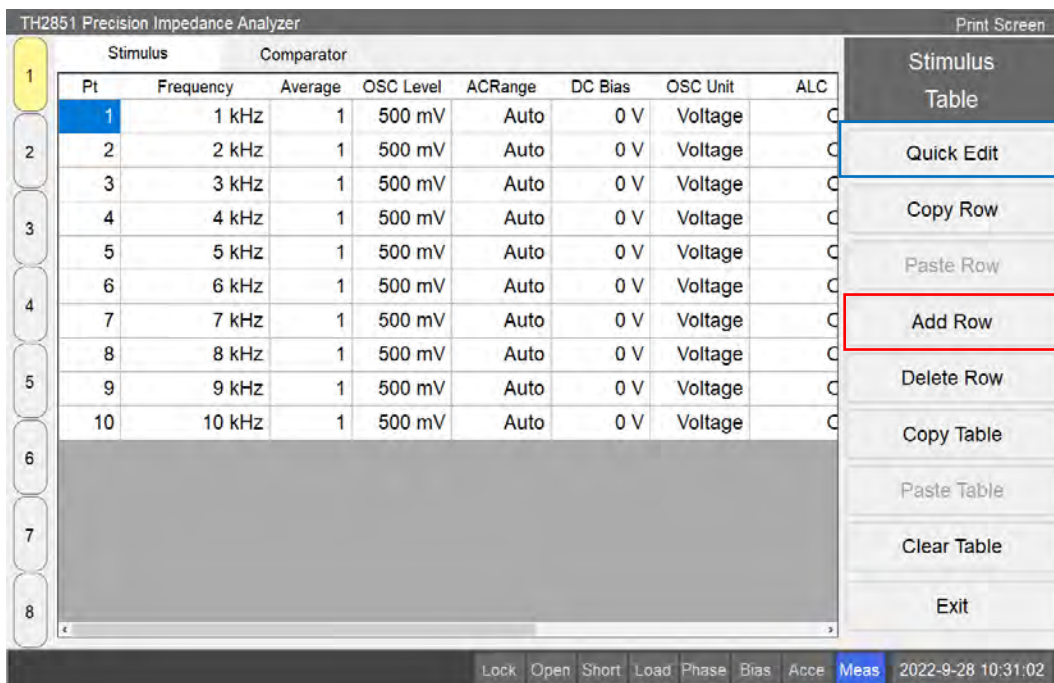 TH2851 Precision Impedance Analyzer Print Screen
Stimulus Comparator
Pt Frequency Average OSC Level ACRange DC Bias OSC Unit ALC
1 1 kHz 1 500 mV Auto 0 V Voltage
2 2 kHz 1 500 mV Auto 0 V Voltage
3 3 kHz 1 500 mV Auto 0 V Voltage
4 4 kHz 1 500 mV Auto 0 V Voltage
5 5 kHz 1 500 mV Auto 0 V Voltage
6 6 kHz 1 500 mV Auto 0 V Voltage
7 7 kHz 1 500 mV Auto 0 V Voltage
8 8 kHz 1 500 mV Auto 0 V Voltage
9 9 kHz 1 500 mV Auto 0 V Voltage
10 10 kHz 1 500 mV Auto 0 V Voltage
1
2
3
4
5
6
7
8
Stimulus
Table
Quick Edit
Copy Row
Paste Row
Add Row
Delete Row
Copy Table
Paste Table
Clear Table
Exit
Lock Open Short Load Phase Bias Acce Meas 2022-9-28 10:31:02